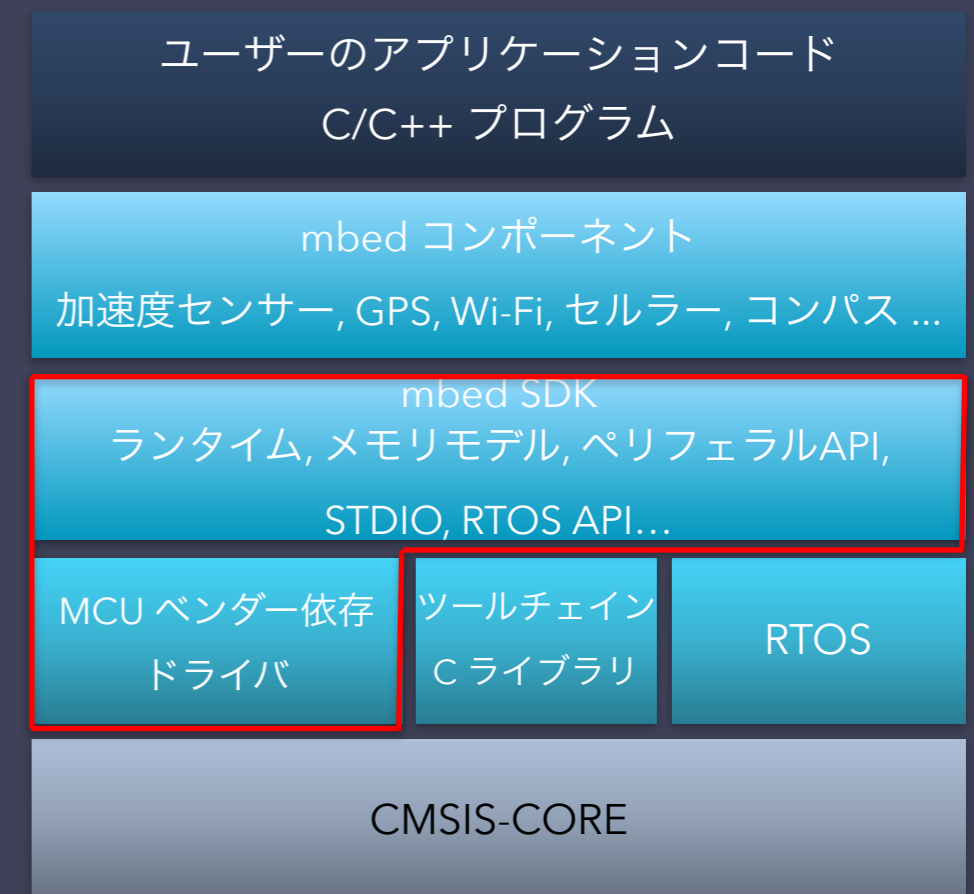 ユーザーのアプリケーションコード
C/C++ プログラム
mbed コンポーネント
加速度センサー, GPS, Wi-Fi, セルラー, コンパス ...
mbed SDK
ランタイム, メモリモデル, ペリフェラルAPI,
STDIO, RTOS API...
MCU ベンダー依存
ドライバ
ツールチェイン
C ライブラリ
RTOS
CMSIS-CORE